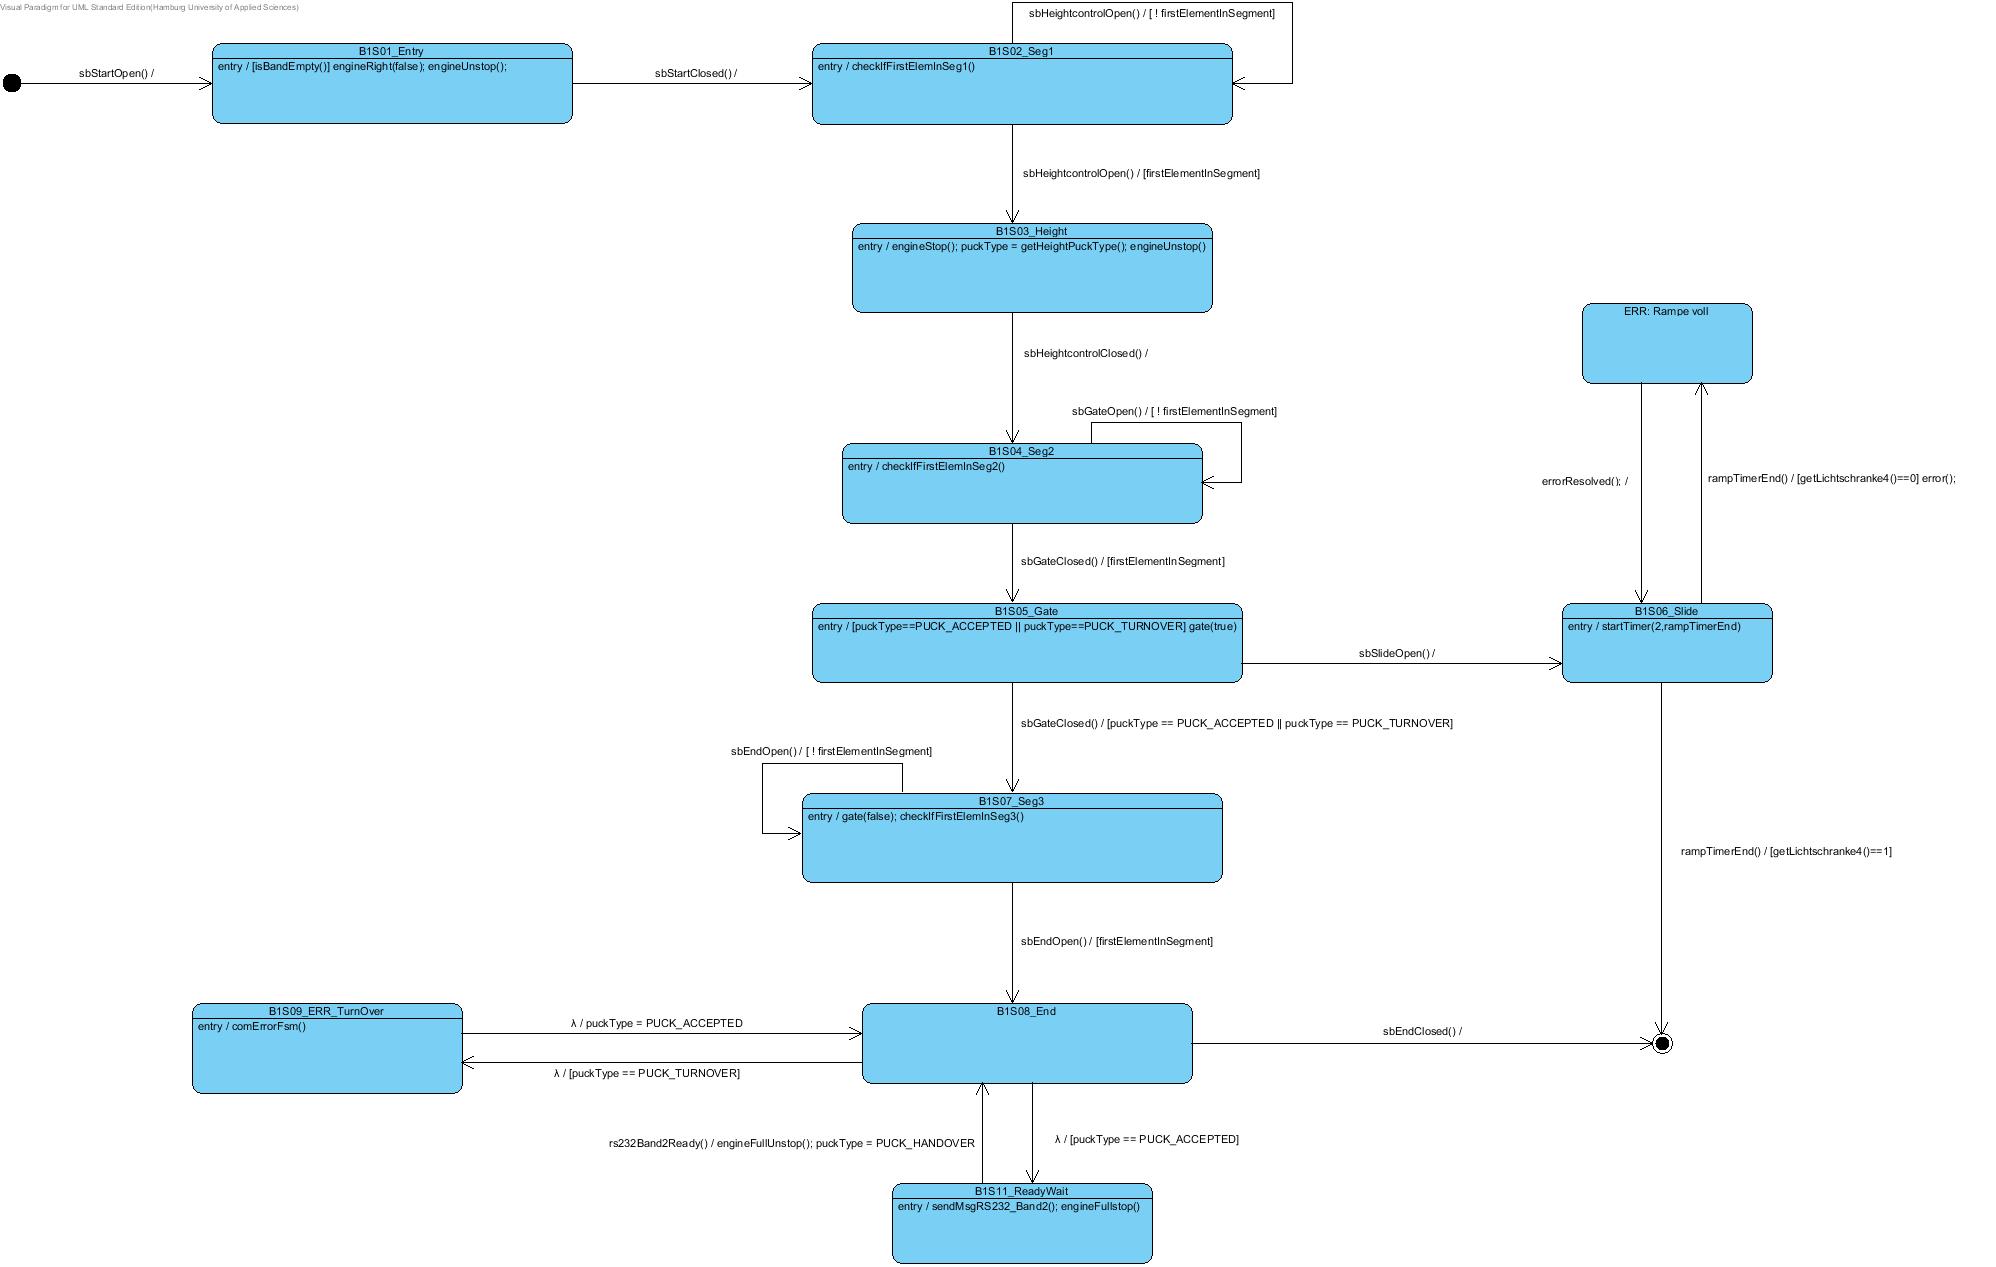 Visual Paradigm for UML Standard Edition(Hamburg University of Applied Sciences)
sbHeightcontrolOpen() / [ ! firstElementInSegment]
B1S01_Entry
entry / [isBandEmpty()] engineRight(false); engineUnstop();
sbStartOpen() /
sbStartClosed() /
B1S02_Seg1
entry / checkIfFirstElemInSeg1()
sbHeightcontrolOpen() / [firstElementInSegment]
B1S03_Height
entry / engineStop(); puckType = getHeightPuckType(); engineUnstop()
ERR: Rampe voll
sbHeightcontrolClosed() /
sbGateOpen() / [ ! firstElementInSegment]
B1S04_Seg2
entry / checkIfFirstElemInSeg2()
errorResolved(); /
rampTimerEnd() / [getLichtschranke4()==0] error();
sbGateClosed() / [firstElementInSegment]
B1S05_Gate
entry / [puckType==PUCK_ACCEPTED || puckType==PUCK_TURNOVER] gate(true)
sbSlideOpen() /
B1S06_Slide
entry / startTimer(2,rampTimerEnd)
sbGateClosed() / [puckType == PUCK_ACCEPTED || puckType == PUCK_TURNOVER]
sbEndOpen() / [ ! firstElementInSegment]
B1S07_Seg3
entry / gate(false); checkIfFirstElemInSeg3()
rampTimerEnd() / [getLichtschranke4()==1]
sbEndOpen() / [firstElementInSegment]
B1S09_ERR_TurnOver
entry / comErrorFsm()
λ / puckType = PUCK_ACCEPTED
λ / [puckType == PUCK_TURNOVER]
B1S08_End
sbEndClosed() /
rs232Band2Ready() / engineFullUnstop(); puckType = PUCK_HANDOVER
λ / [puckType == PUCK_ACCEPTED]
B1S11_ReadyWait
entry / sendMsgRS232_Band2(); engineFullstop()